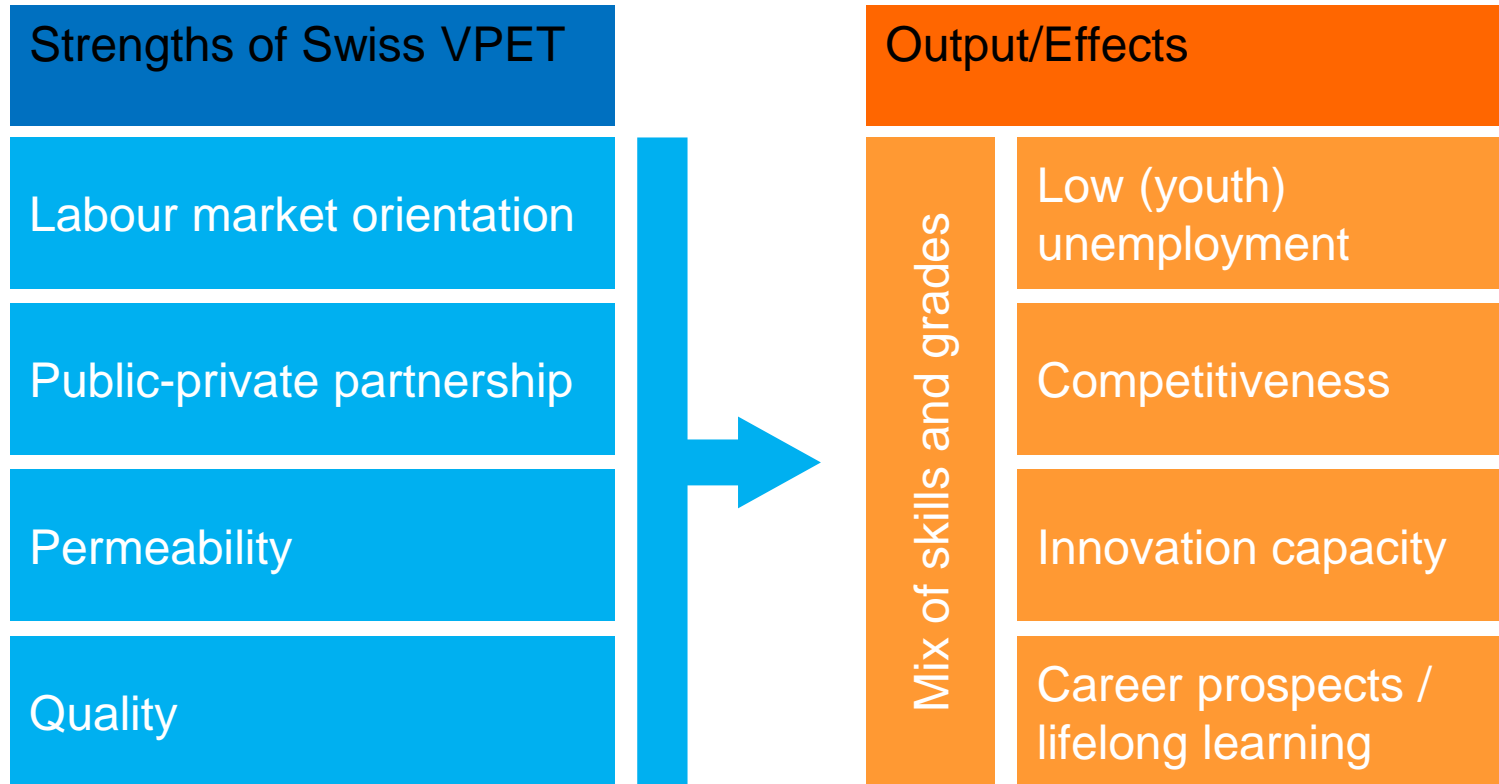 Strengths of Swiss VPET
Labour market orientation
Public-private partnership
Permeability
Quality
Output/Effects
Mix of skills and grades
Low (youth)
unemployment
Competitiveness
Innovation capacity
Career prospects /
lifelong learning